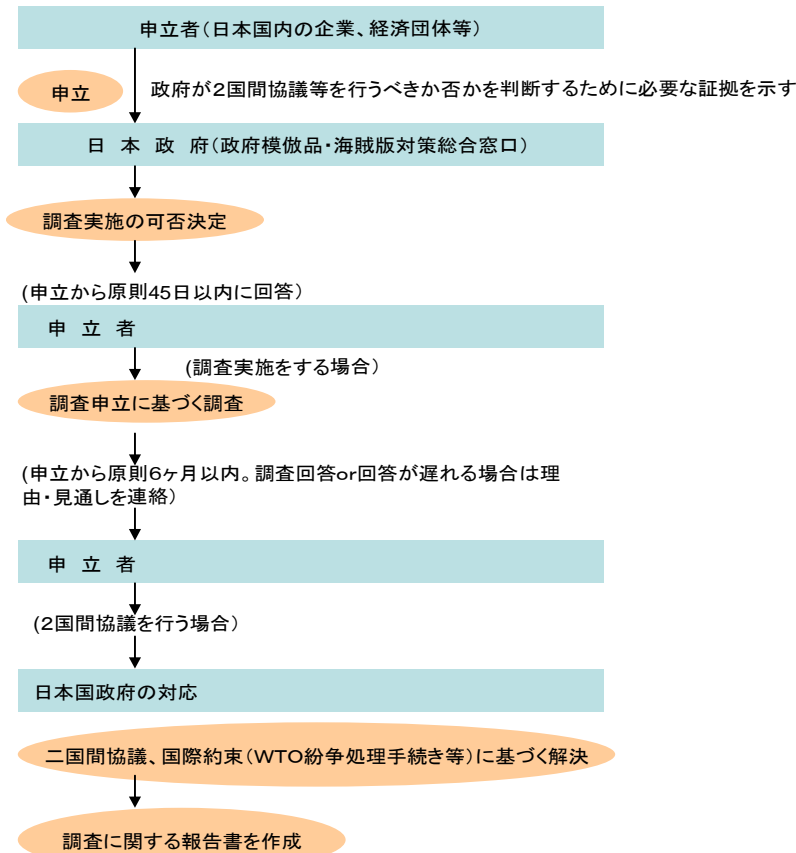 申立者（日本国内の企業、経済団体等）
申立
政府が２国間協議等を行うべきか否かを判断するために必要な証拠を示す
日　本　政　府（政府模倣品・海賊版対策総合窓口）
調査実施の可否決定
(申立から原則45日以内に回答）
申　立　者
(調査実施をする場合）
調査申立に基づく調査
(申立から原則６ヶ月以内。調査回答or回答が遅れる場合は理
由・見通しを連絡）
申　立　者
(２国間協議を行う場合）
日本国政府の対応
二国間協議、国際約束（WTO紛争処理手続き等）に基づく解決
調査に関する報告書を作成